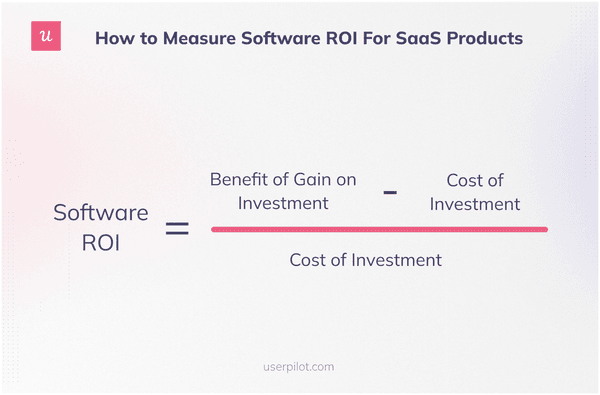 u
How to Measure Software ROI For SaaS Products
Benefit of Gain on
Investment
-
Cost of
Investment
Software
ROI
=
Cost of Investment
userpilot.com